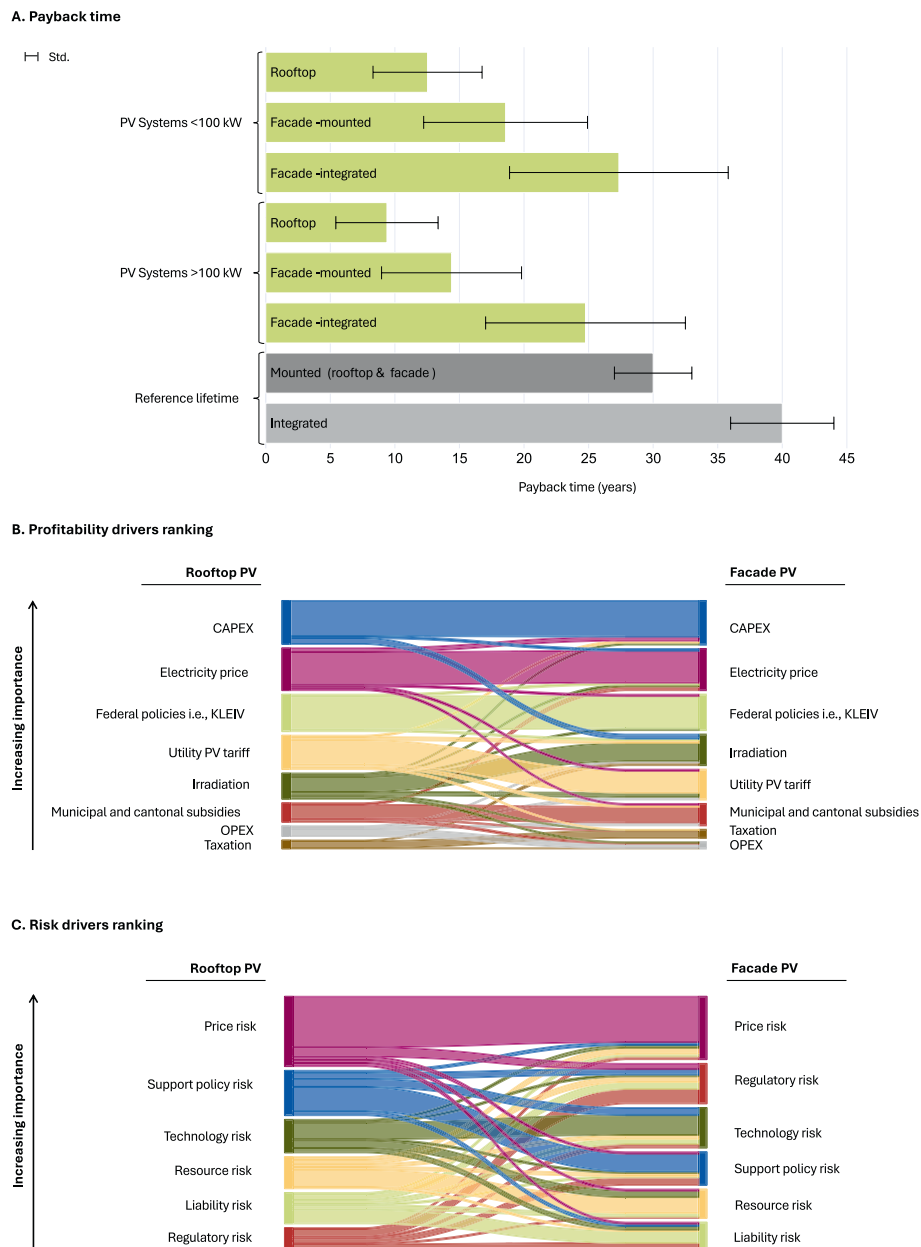 A. Payback time
Std.
Rooftop
PV Systems <100 kW
Facade -mounted
Facade -integrated
Rooftop
PV Systems >100 kW
Facade -mounted
Facade -integrated
Mounted (rooftop & facade )
Reference lifetime
Integrated
0 5 10 15 20 25 30 35 40 45
Payback time (years)
B. Profitability drivers ranking
Rooftop PV
Facade PV
Increasing importance
CAPEX
Electricity price
Federal policies i.e., KLEIV
Utility PV tariff
Irradiation
Municipal and cantonal subsidies
OPEX
Taxation
CAPEX
Electricity price
Federal policies i.e., KLEIV
Irradiation
Utility PV tariff
Municipal and cantonal subsidies
Taxation
OPEX
C. Risk drivers ranking
Rooftop PV
Facade PV
Increasing importance
Price risk
Support policy risk
Technology risk
Resource risk
Liability risk
Regulatory risk
Price risk
Regulatory risk
Technology risk
Support policy risk
Resource risk
Liability risk